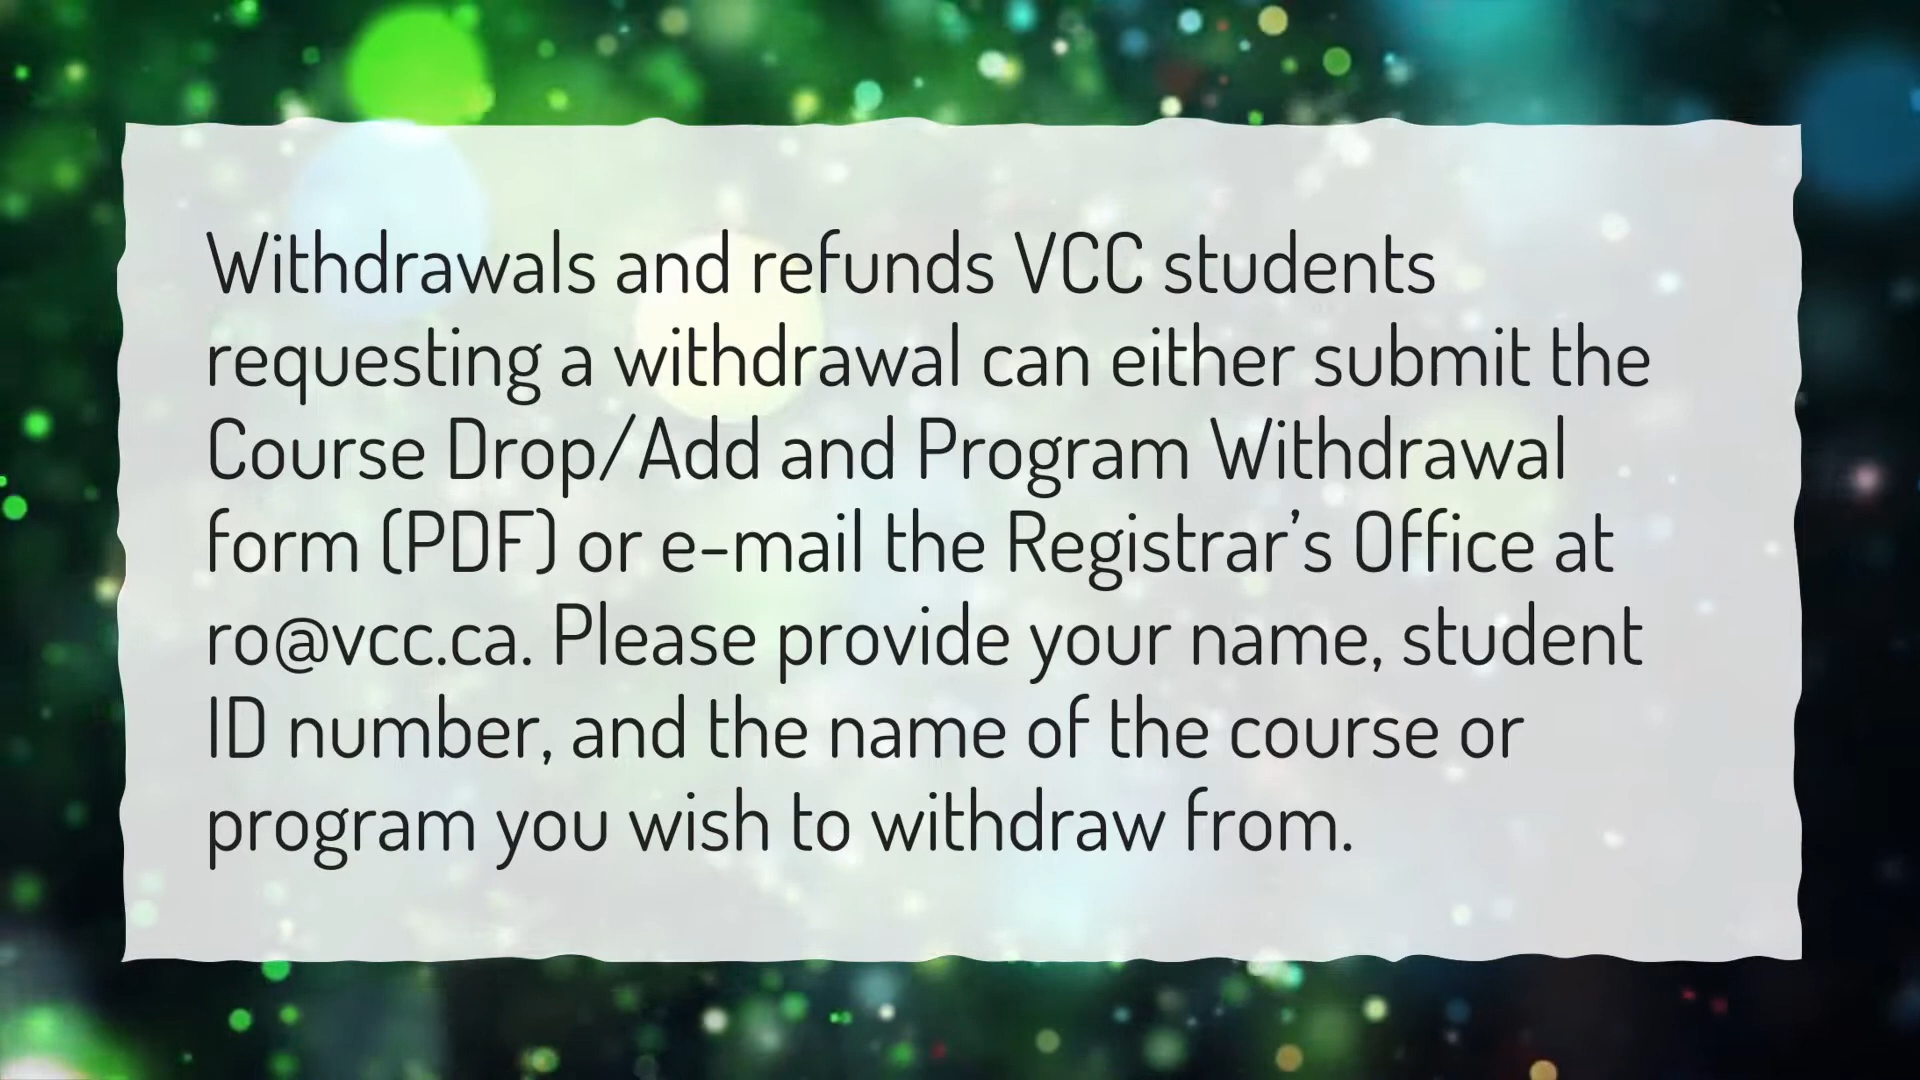 Withdrawals and refunds VCC students
requesting a withdrawal can either submit the
Course Drop/Add and Program Withdrawal
form (PDF) or e-mail the Registrar’s Office at
ro@vcc.ca. Please provide your name, student
ID number, and the name of the course or
program you wish to withdraw from.